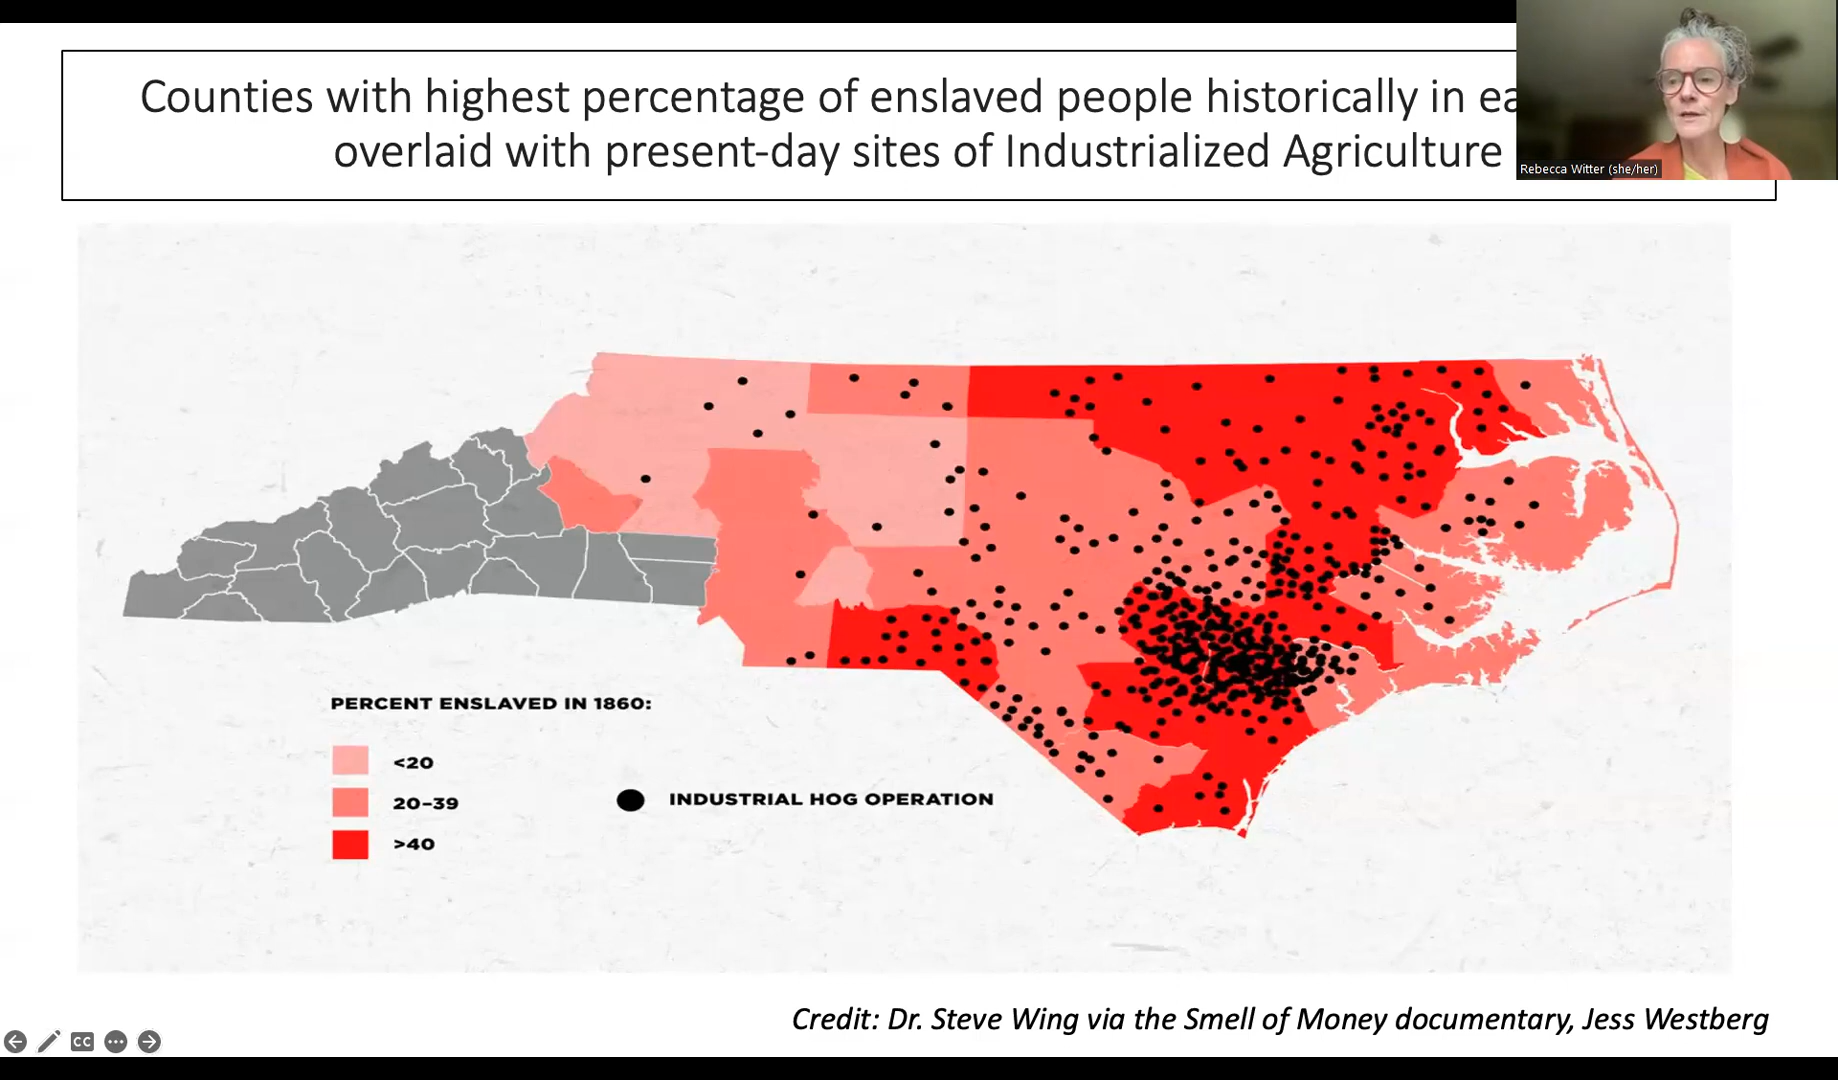 Counties with highest percentage of enslaved people historically in
overlaid with present-day sites of Industrialized Agriculture
Rebecca Witter (she/her)
PERCENT ENSLAVED IN 1860:
<20
20–39
>40
INDUSTRIAL HOG OPERATION
Credit: Dr. Steve Wing via the Smell of Money documentary, Jess Westberg
CC